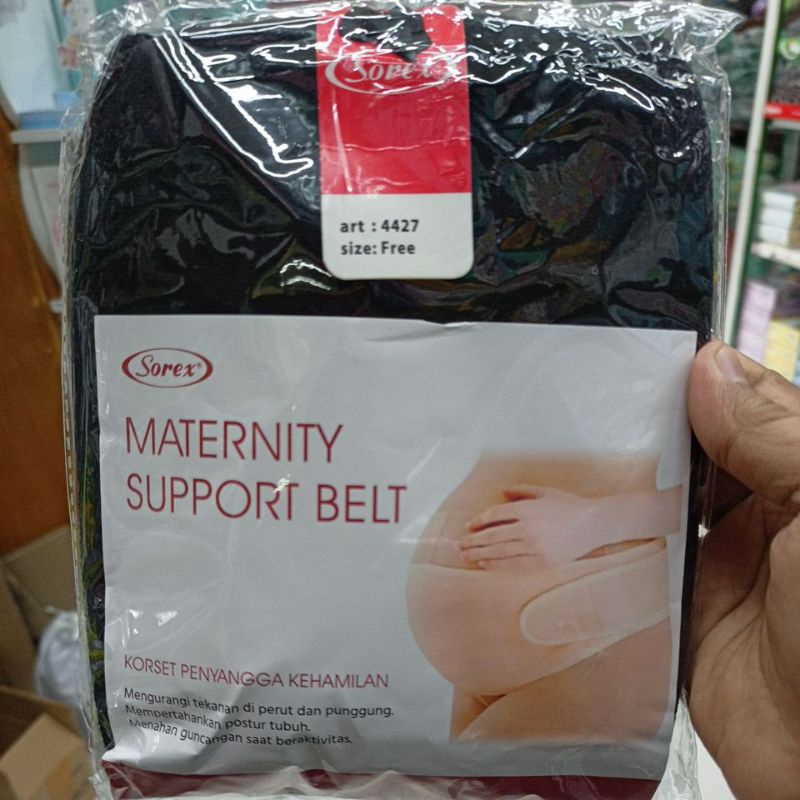 Sorex
art : 4427
size: Free
Sorex®
MATERNITY
SUPPORT BELT
KORSET PENYANGGA KEHAMILAN
Mengurangi tekanan di perut dan punggung.
Mempertahankan postur tubuh.
Menahan guncangan saat beraktivitas.